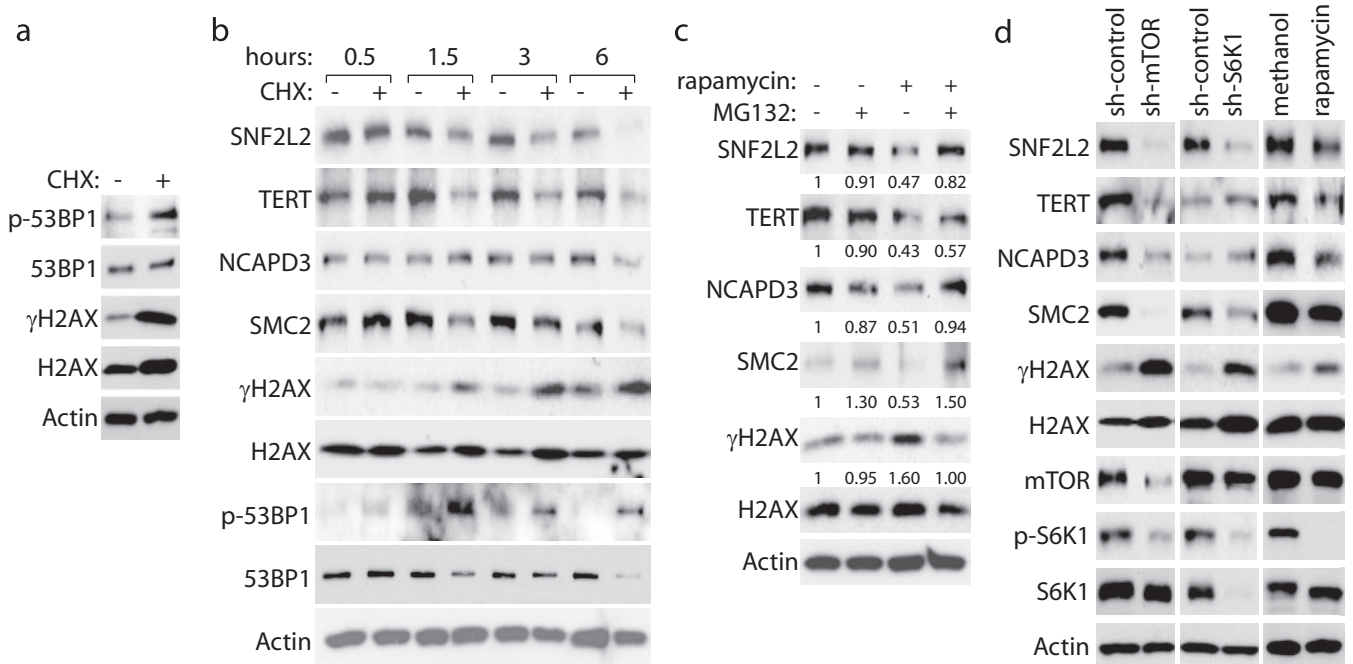 a
CHX: - +
p-53BP1
53BP1
γH2AX
H2AX
Actin
b
hours: 0.5 1.5 3 6
CHX: - + - + - + - +
SNF2L2
TERT
NCAPD3
SMC2
γH2AX
H2AX
p-53BP1
53BP1
Actin
c
rapamycin: - - + +
MG132: - + - +
SNF2L2
1 0.91 0.47 0.82
TERT
1 0.90 0.43 0.57
NCAPD3
1 0.87 0.51 0.94
SMC2
1 1.30 0.53 1.50
γH2AX
1 0.95 1.60 1.00
H2AX
Actin
d
sh-control
sh-mTOR
sh-control
sh-S6K1
methanol
rapamycin
SNF2L2
TERT
NCAPD3
SMC2
γH2AX
H2AX
mTOR
p-S6K1
S6K1
Actin